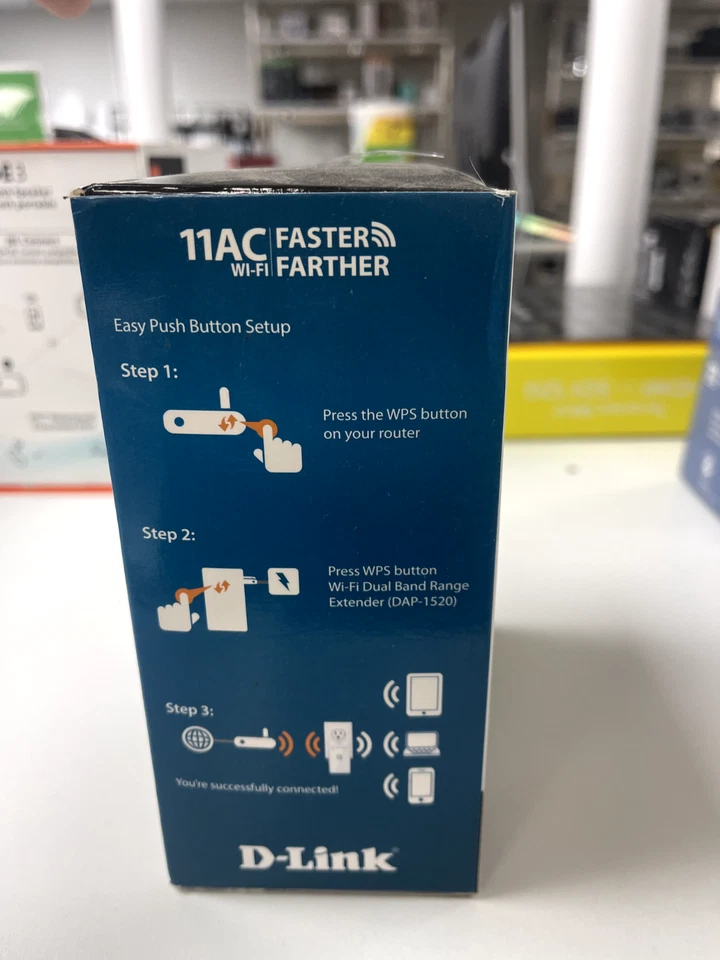 11AC
WI-FI
FASTER
FARTHER
Easy Push Button Setup
Step 1:
Press the WPS button
on your router
Step 2:
Press WPS button
Wi-Fi Dual Band Range
Extender (DAP-1520)
Step 3:
You're successfully connected!
D-Link